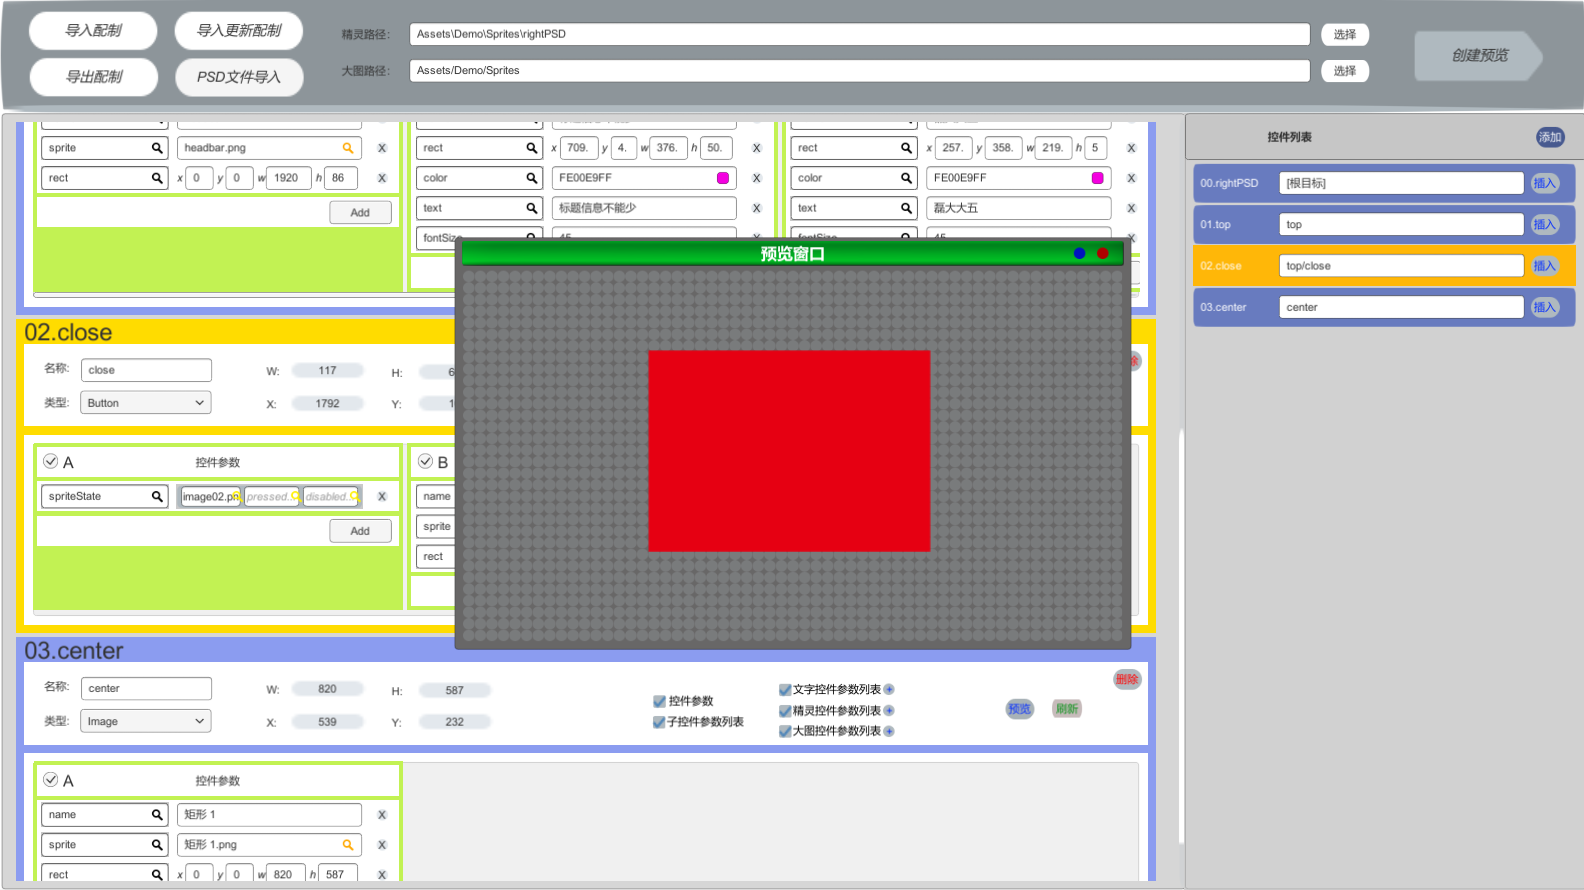 导入配制
导入更新配制
精灵路径:
Assets\Demo\Sprites\rightPSD
选择
导出配制
PSD文件导入
大图路径:
Assets/Demo/Sprites
选择
创建预览
sprite
headbar.png
X
rect
x 0 y 0 w 1920 h 86
X
Add
rect
x 709. y 4. w 376. h 50.
X
color
FE00E9FF
X
text
标题信息不能少
X
fontSize
45
X
rect
x 257. y 358. w 219. h 5
X
color
FE00E9FF
X
text
磊大大五
X
fontSize
45
X
预览窗口
02.close
名称:
close
W:
117
H:
6
类型:
Button
X:
1792
Y:
1
A
控件参数
spriteState
image02.pn
pressed..
disabled.
X
Add
B
name
sprite
rect
03.center
名称:
center
W:
820
H:
587
类型:
Image
X:
539
Y:
232
控件参数
子控件参数列表
文字控件参数列表 +
精灵控件参数列表 +
大图控件参数列表 +
预览
刷新
删除
A
控件参数
name
矩形 1
X
sprite
矩形 1.png
X
rect
x 0 y 0 w 820 h 587
X
控件列表
添加
00.rightPSD
[根目标]
插入
01.top
top
插入
02.close
top/close
插入
03.center
center
插入